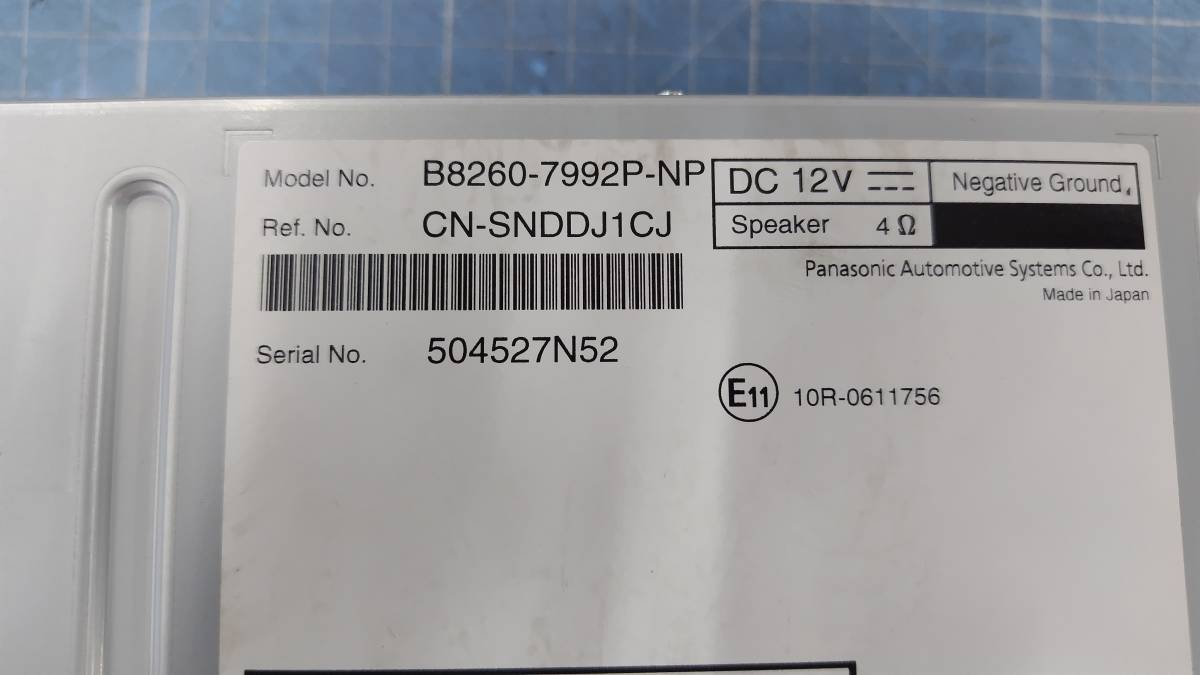 Model No. B8260-7992P-NP
DC 12V
Negative Ground
Ref. No. CN-SNDDJ1CJ
Speaker 4Ω
Panasonic Automotive Systems Co., Ltd.
Made in Japan
Serial No. 504527N52
E11 10R-0611756